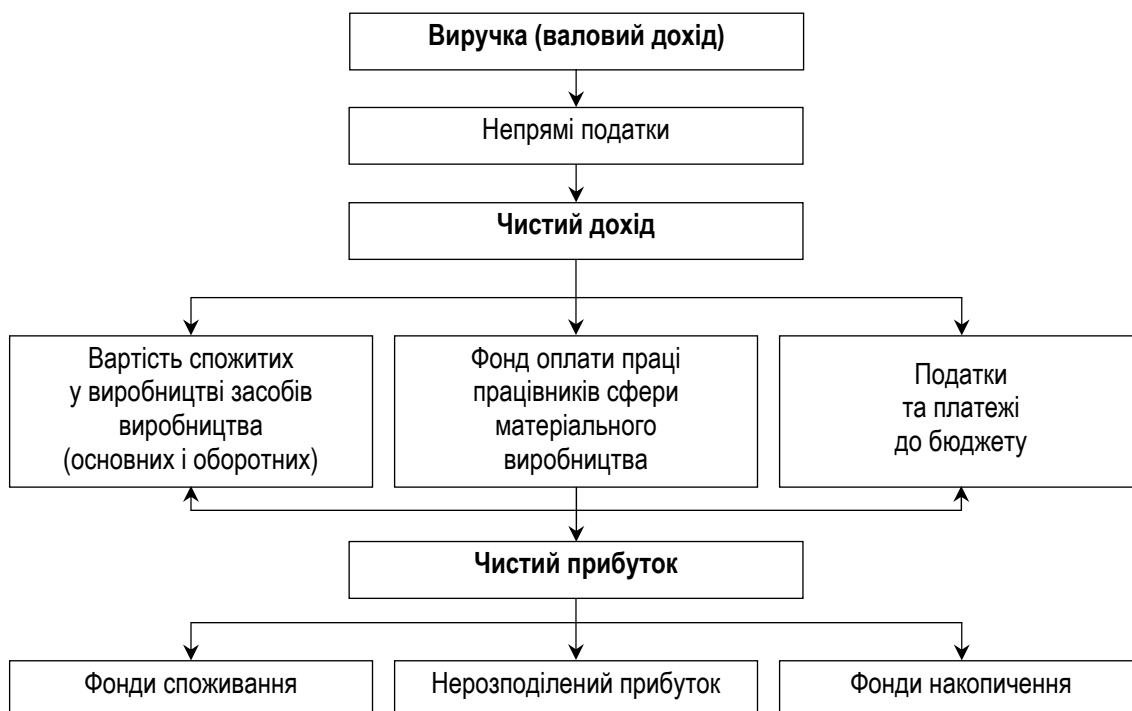 Виручка (валовий дохід)
Непрямі податки
Чистий дохід
Вартість спожитих
у виробництві засобів
виробництва
(основних і оборотних)
Фонд оплати праці
працівників сфери
матеріального
виробництва
Податки
та платежі
до бюджету
Чистий прибуток
Фонди споживання
Нерозподілений прибуток
Фонди накопичення